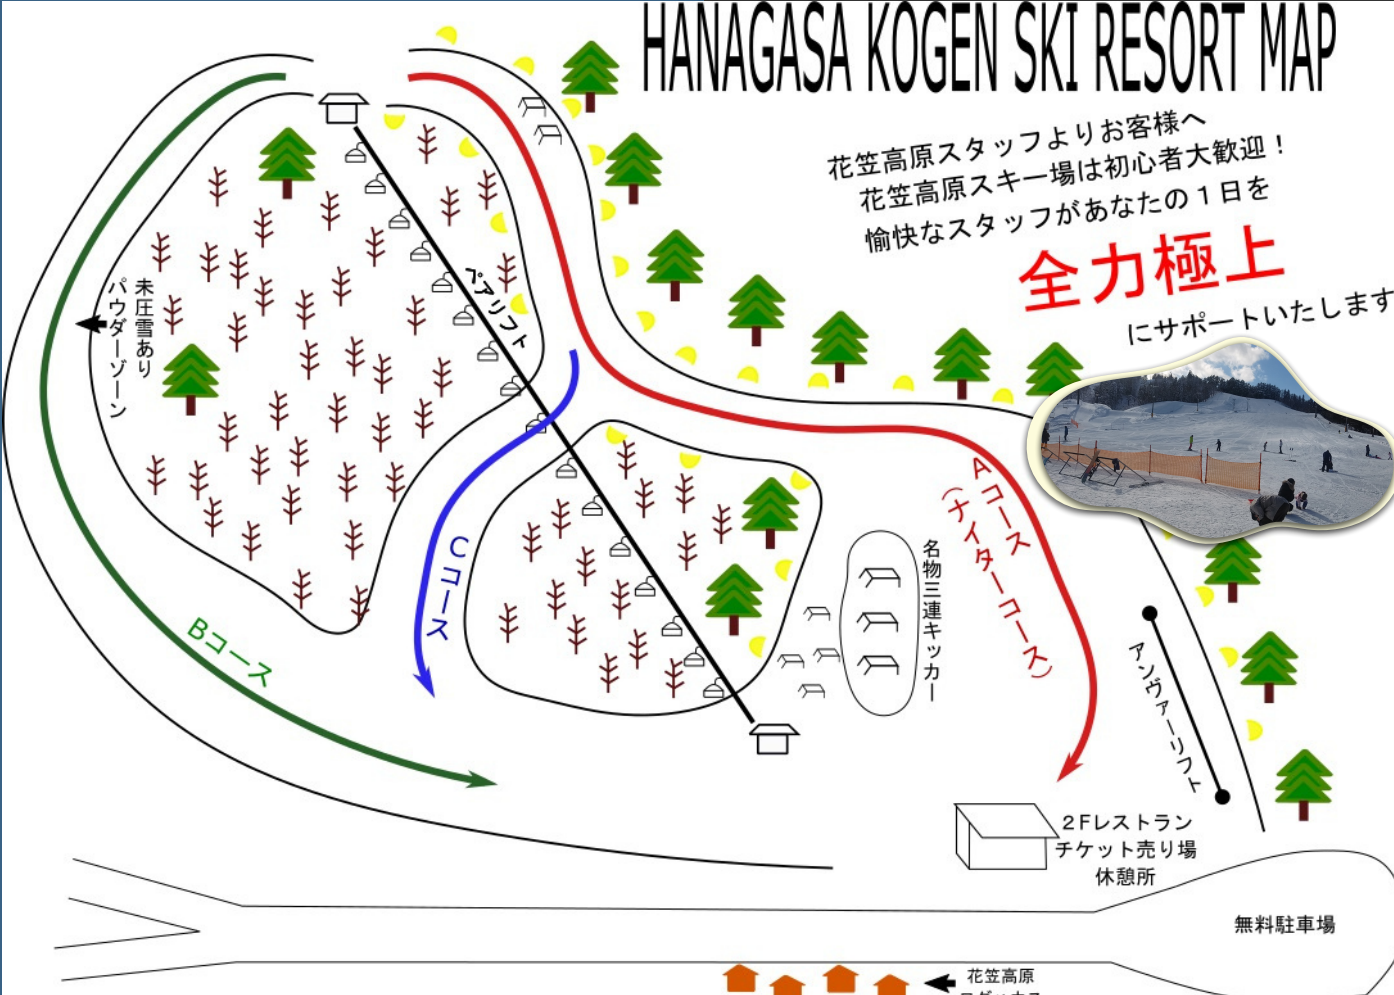 HANAGASA KOGEN SKI RESORT MAP
花笠高原スタッフよりお客様へ
花笠高原スキー場は初心者大歓迎！
愉快なスタッフがあなたの１日を
全力極上
にサポートいたします
ペアリフト
未圧雪あり
パウダーゾーン
Aコース
（ナイターコース）
Cコース
Bコース
名物三連キッカー
アンヴァーリフト
２Fレストラン
チケット売り場
休憩所
無料駐車場
花笠高原